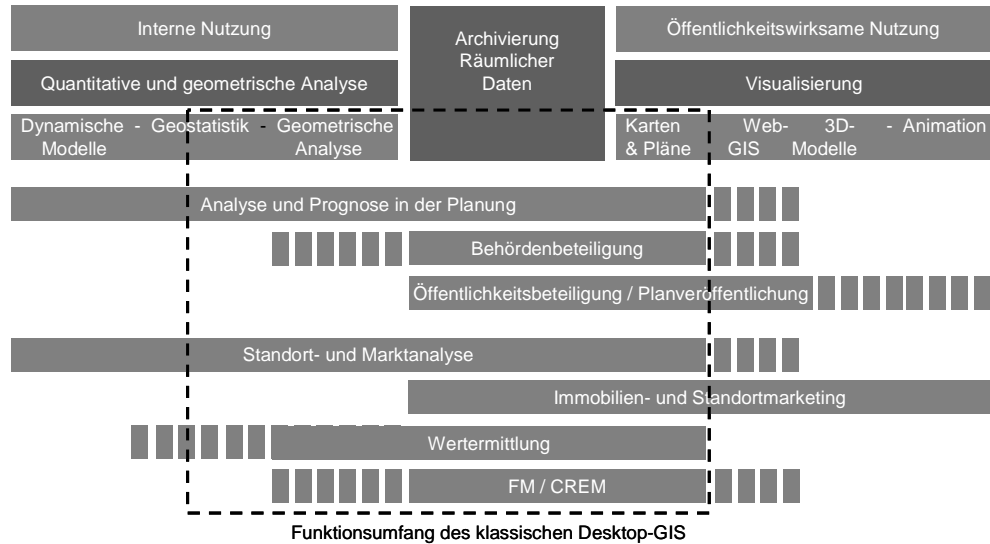 Interne Nutzung
Archivierung
Räumlicher
Daten
Öffentlichkeitswirksame Nutzung
Quantitative und geometrische Analyse
Visualisierung
Dynamische - Geostatistik - Geometrische
Modelle Analyse
Karten Web- 3D- - Animation
& Pläne GIS Modelle
Analyse und Prognose in der Planung
Behördenbeteiligung
Öffentlichkeitsbeteiligung / Planveröffentlichung
Standort- und Marktanalyse
Immobilien- und Standortmarketing
Wertermittlung
FM / CREM
Funktionsumfang des klassischen Desktop-GIS